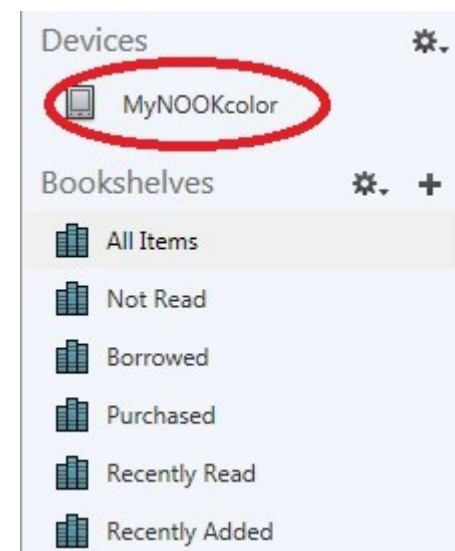 Devices
MyNOOKcolor
Bookshelves
All Items
Not Read
Borrowed
Purchased
Recently Read
Recently Added